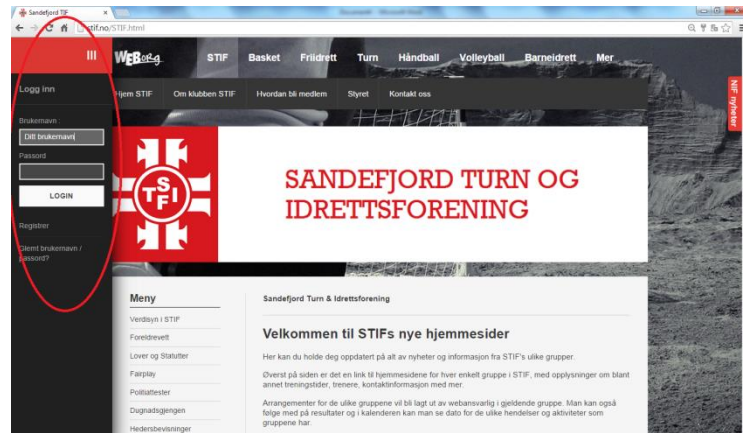 Sandefjord TIF
stif.no/STIF.html
WEBorg
STIF Basket Friidrett Turn Håndball Volleyball Barneidrett Mer
Hjem STIF Om klubben STIF Hvordan bli medlem Styret Kontakt oss
NIF nyheter
Logg inn
Brukernavn :
Ditt brukernavn
Passord
LOGIN
Registrer
Glemt brukernavn /
passord?
STIF
SANDEFJORD TURN OG
IDRETTSFORENING
Meny
Verdisyn i STIF
Foreldrevett
Lover og Statutter
Fairplay
Politiattester
Dugnadsgjengen
Hedersbevisninger
Sandefjord Turn & Idrettsforening
Velkommen til STIFs nye hjemmesider
Her kan du holde deg oppdatert på alt av nyheter og informasjon fra STIF's ulike grupper.
Øverst på siden er det en link til hjemmesidene for hver enkelt gruppe i STIF, med opplysninger om blant
annet treningstider, trenere, kontaktinformasjon med mer.
Arrangementer for de ulike gruppene vil bli lagt ut av webansvarlig i gjeldende gruppe. Man kan også
følge med på resultater og i kalenderen kan man se dato for de ulike hendelser og aktiviteter som
gruppene har.